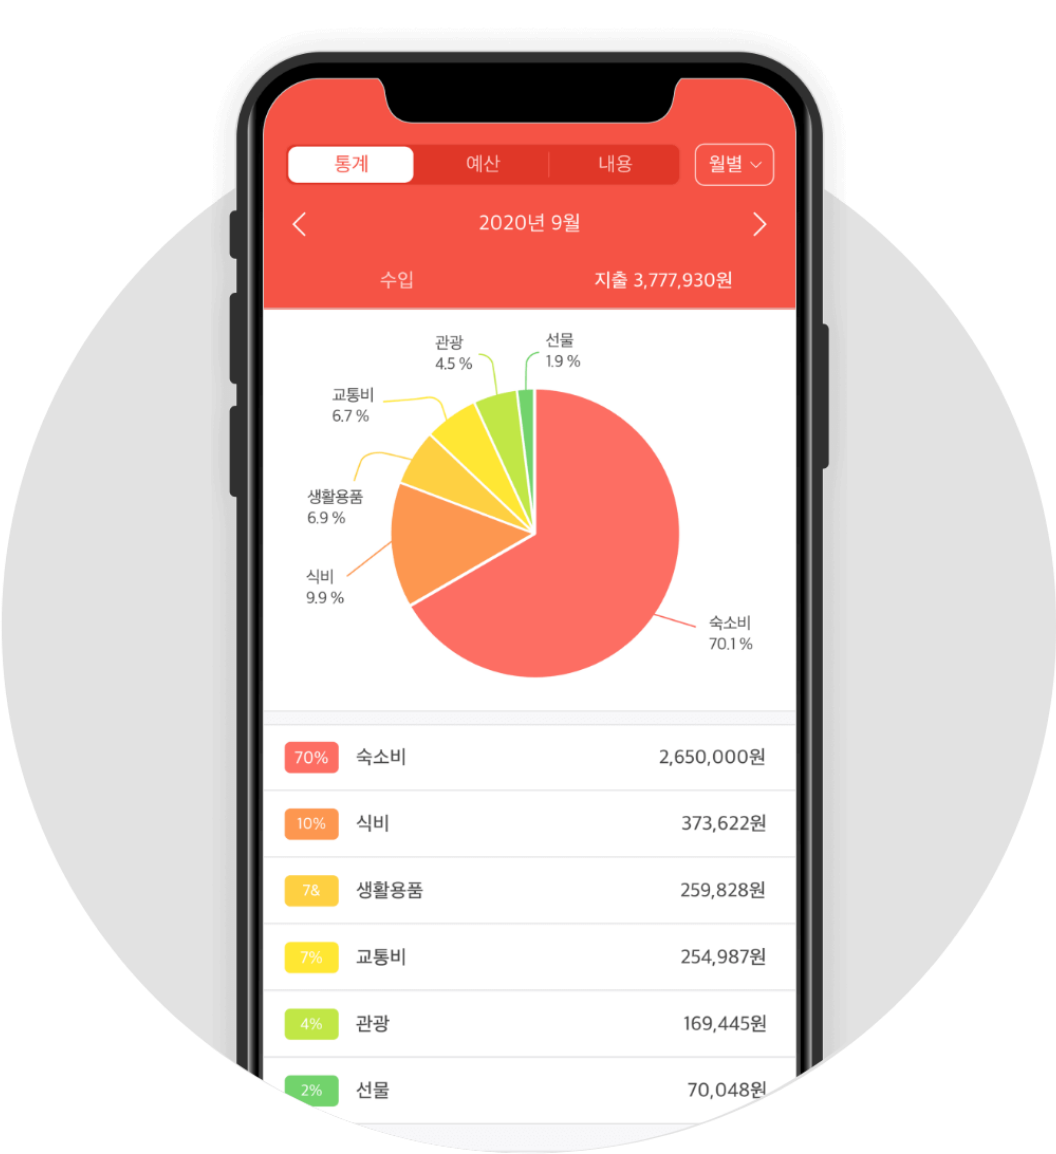 통계 예산 내용 월별
2020년 9월
수입 지출 3,777,930원
관광
4.5 %
선물
1.9 %
교통비
6.7 %
생활용품
6.9 %
식비
9.9 %
숙소비
70.1 %
70% 숙소비 2,650,000원
10% 식비 373,622원
7& 생활용품 259,828원
7% 교통비 254,987원
4% 관광 169,445원
2% 선물 70,048원